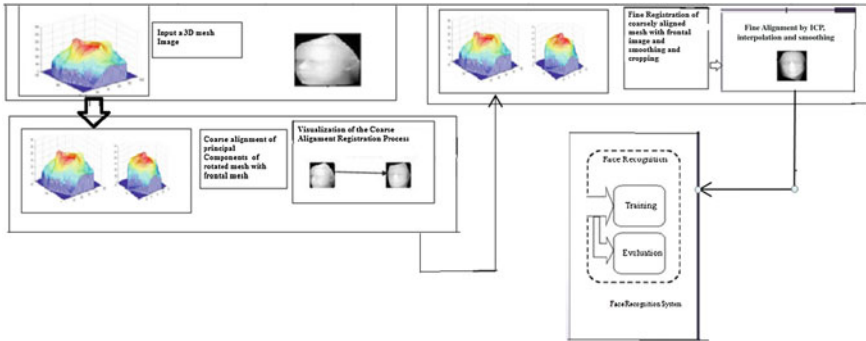 Input a 3D mesh
Image
Coarse alignment of
principal
Components of
rotated mesh with
frontal mesh
Visualization of the Coarse
Alignment Registration Process
Fine Registration of
coarsely aligned
mesh with frontal
image and
smoothing and
cropping
Fine Alignment by ICP,
interpolation and smoothing
Face Recognition
Training
Evaluation
Face Recognition System